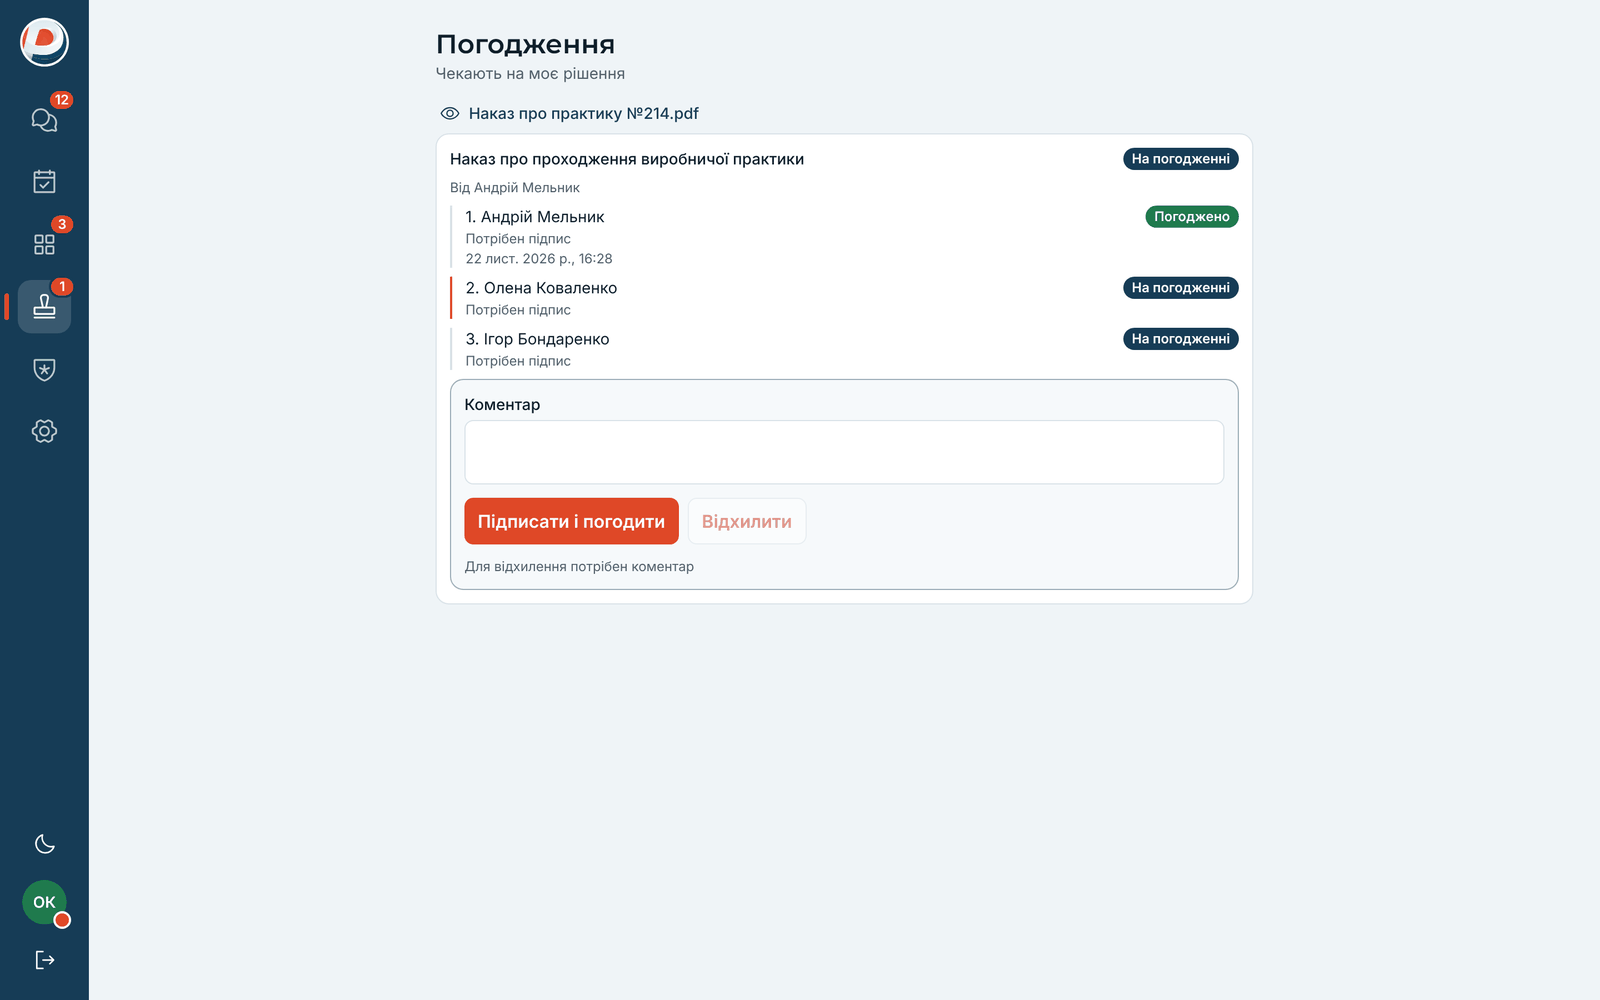 Погодження
Чекають на моє рішення
Наказ про практику №214.pdf
Наказ про проходження виробничої практики
На погодженні
Від Андрій Мельник
1. Андрій Мельник
Погоджено
Потрібен підпис
22 лист. 2026 р., 16:28
2. Олена Коваленко
На погодженні
Потрібен підпис
3. Ігор Бондаренко
На погодженні
Потрібен підпис
Коментар
Підписати і погодити
Відхилити
Для відхилення потрібен коментар
12
3
1
ОК